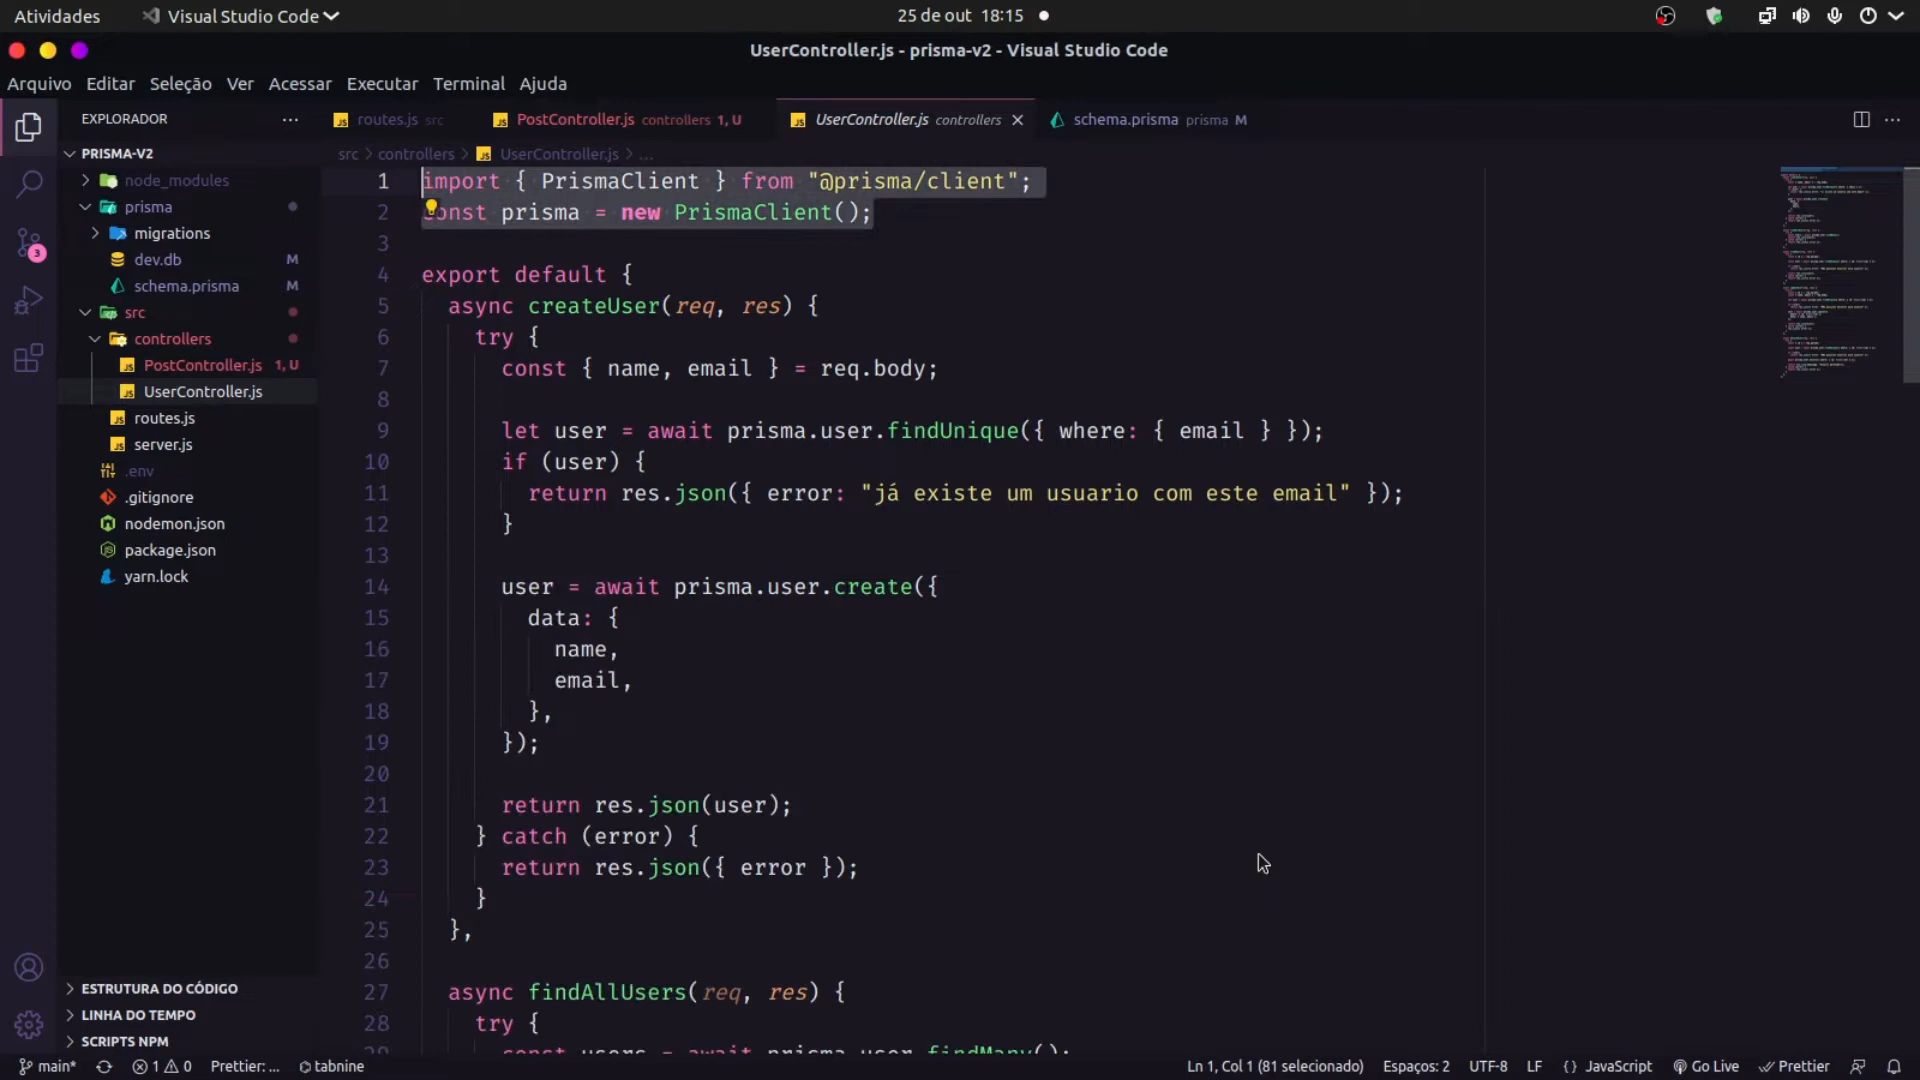 Atividades
Visual Studio Code
25 de out 18:15
UserController.js - prisma-v2 - Visual Studio Code
Arquivo Editar Seleção Ver Acessar Executar Terminal Ajuda
EXPLORADOR
routes.js src
PostController.js controllers 1, U
UserController.js controllers
schema.prisma prisma M
PRISMA-V2
node_modules
prisma
migrations
dev.db M
schema.prisma M
src
controllers
PostController.js 1, U
UserController.js
routes.js
server.js
.env
.gitignore
nodemon.json
package.json
yarn.lock
3
ESTRUTURA DO CÓDIGO
LINHA DO TEMPO
SCRIPTS NPM
src > controllers > UserController.js > ...
1 import { PrismaClient } from "@prisma/client";
2 const prisma = new PrismaClient();
3
4 export default {
5 async createUser(req, res) {
6 try {
7 const { name, email } = req.body;
8
9 let user = await prisma.user.findUnique({ where: { email } });
10 if (user) {
11 return res.json({ error: "já existe um usuario com este email" });
12 }
13
14 user = await prisma.user.create({
15 data: {
16 name,
17 email,
18 },
19 });
20
21 return res.json(user);
22 } catch (error) {
23 return res.json({ error });
24 }
25 },
26
27 async findAllUsers(req, res) {
28 try {
29 const users = await prisma.user.findMany();
main* 1 0 Prettier: ... tabnine
Ln 1, Col 1 (81 selecionado) Espaços: 2 UTF-8 LF {} JavaScript Go Live Prettier